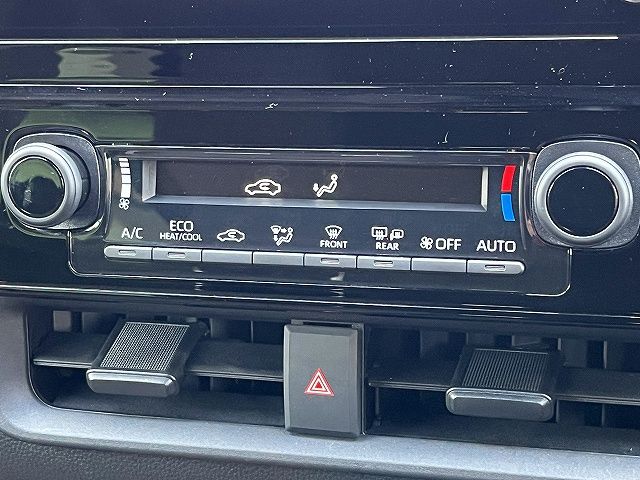 A/C
ECO
HEAT/COOL
FRONT
REAR
OFF
AUTO